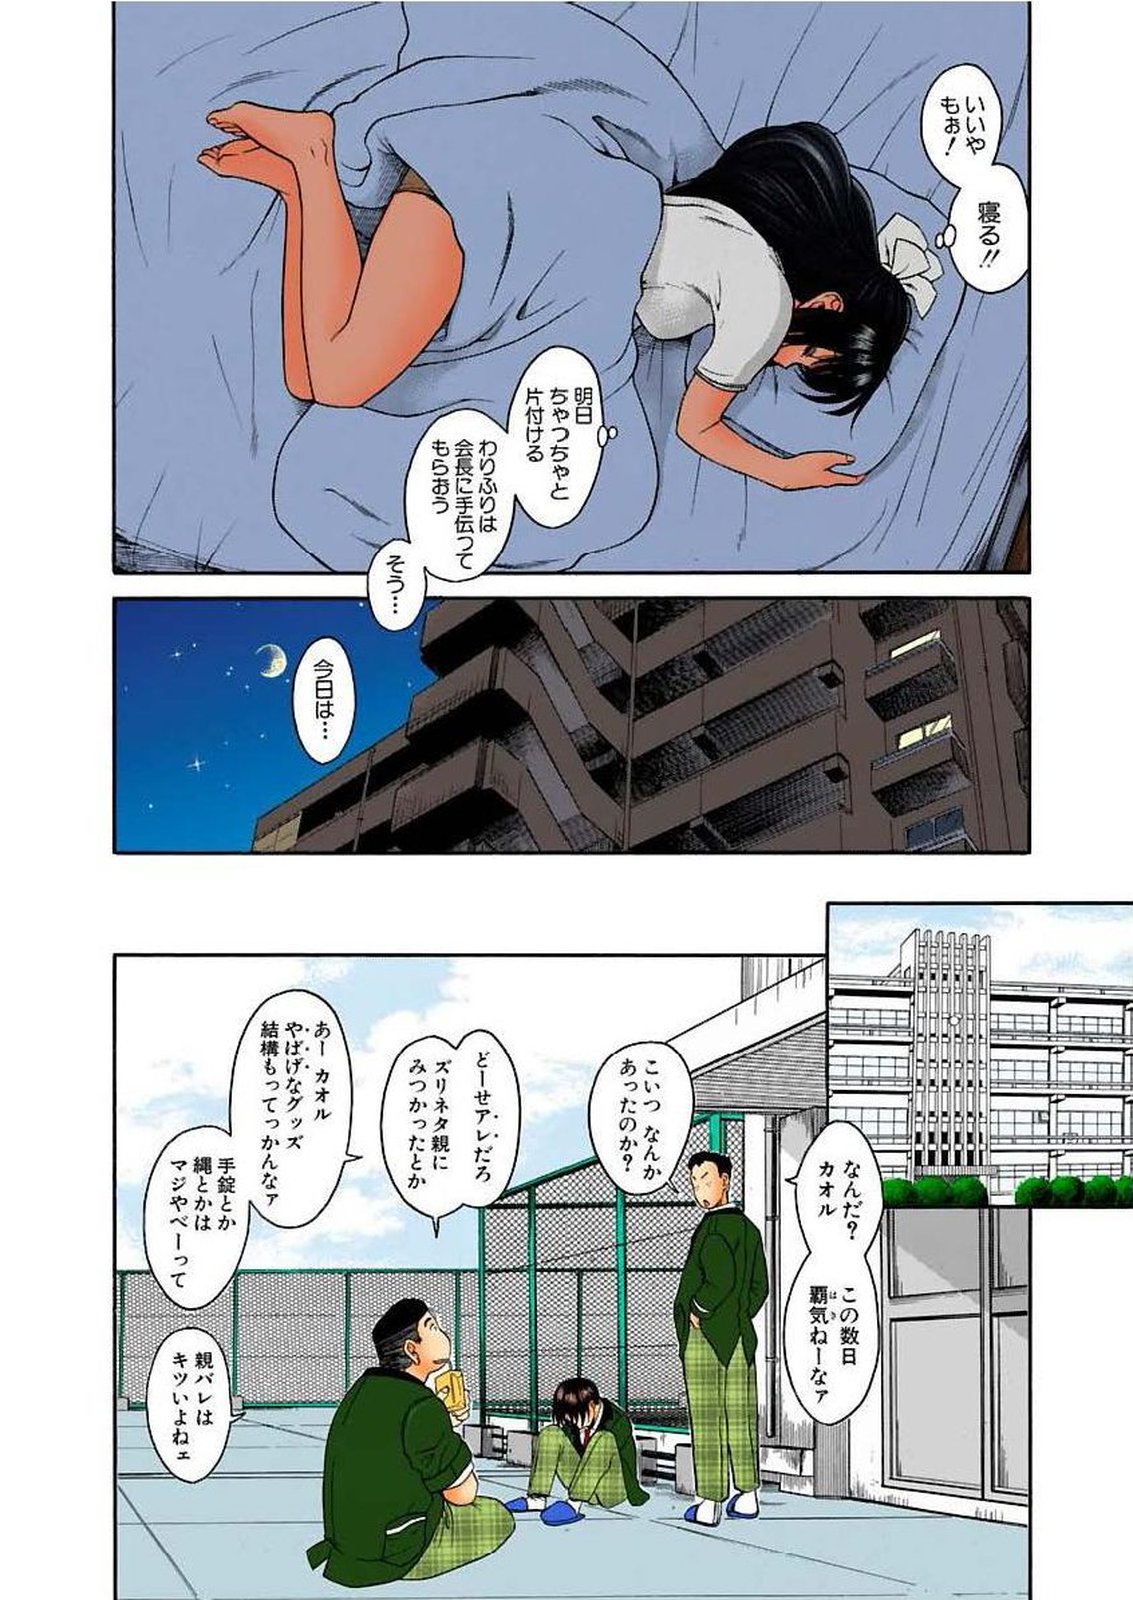 いいや
もぉ!
寝る!!
明日
ちゃっちゃと
片付ける
わりふりは
会長に手伝って
もらおう
そう…
今日は…
なんだ?
カオル
この数日
覇気ねーなァ
はき
こいつ なんか
あったのか?
どーせアレだろ
ズリネタ親に
みつかったとか
あー カオル
やばげなグッズ
結構もってっかんなァ
手錠とか
縄とかは
マジやべーって
親バレは
キツいよねェ